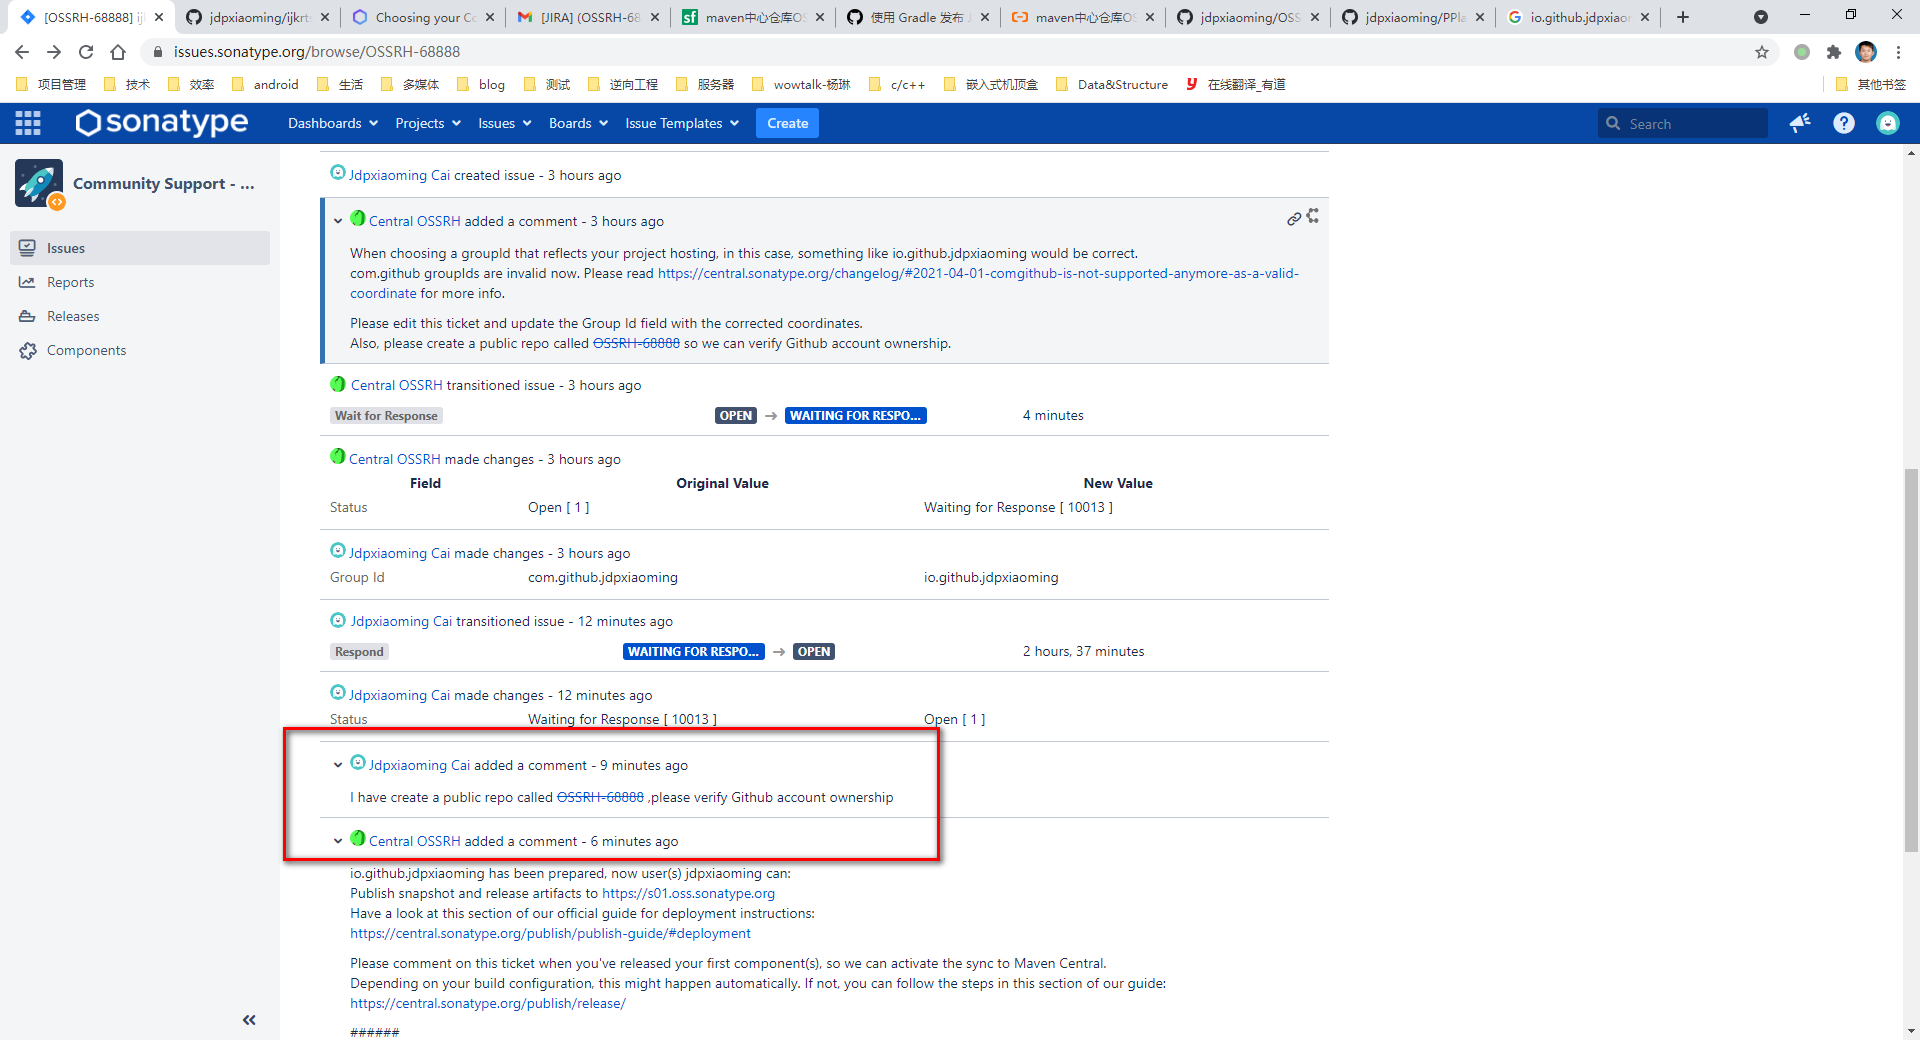 [OSSRH-68888] ijk
jdpxiaoming/ijkrt
Choosing your Co
[JIRA] (OSSRH-68
maven中心仓库OS
使用 Gradle 发布 J
maven中心仓库OS
jdpxiaoming/OSS
jdpxiaoming/PPla
io.github.jdpxiaor
issues.sonatype.org/browse/OSSRH-68888
项目管理
技术
效率
android
生活
多媒体
blog
测试
逆向工程
服务器
wowtalk-杨琳
c/c++
嵌入式机顶盒
Data&Structure
在线翻译_有道
其他书签
sonatype
Dashboards
Projects
Issues
Boards
Issue Templates
Create
Search
Community Support - ...
Issues
Reports
Releases
Components
Jdpxiaoming Cai created issue - 3 hours ago
Central OSSRH added a comment - 3 hours ago
When choosing a groupId that reflects your project hosting, in this case, something like io.github.jdpxiaoming would be correct.
com.github groupIds are invalid now. Please read https://central.sonatype.org/changelog/#2021-04-01-comgithub-is-not-supported-anymore-as-a-valid-
coordinate for more info.
Please edit this ticket and update the Group Id field with the corrected coordinates.
Also, please create a public repo called OSSRH-68888 so we can verify Github account ownership.
Central OSSRH transitioned issue - 3 hours ago
Wait for Response OPEN → WAITING FOR RESPO... 4 minutes
Central OSSRH made changes - 3 hours ago
Field Original Value New Value
Status Open [ 1 ] Waiting for Response [ 10013 ]
Jdpxiaoming Cai made changes - 3 hours ago
Group Id com.github.jdpxiaoming io.github.jdpxiaoming
Jdpxiaoming Cai transitioned issue - 12 minutes ago
Respond WAITING FOR RESPO... → OPEN 2 hours, 37 minutes
Jdpxiaoming Cai made changes - 12 minutes ago
Status Waiting for Response [ 10013 ] Open [ 1 ]
Jdpxiaoming Cai added a comment - 9 minutes ago
I have create a public repo called OSSRH-68888 ,please verify Github account ownership
Central OSSRH added a comment - 6 minutes ago
io.github.jdpxiaoming has been prepared, now user(s) jdpxiaoming can:
Publish snapshot and release artifacts to https://s01.oss.sonatype.org
Have a look at this section of our official guide for deployment instructions:
https://central.sonatype.org/publish/publish-guide/#deployment
Please comment on this ticket when you've released your first component(s), so we can activate the sync to Maven Central.
Depending on your build configuration, this might happen automatically. If not, you can follow the steps in this section of our guide:
https://central.sonatype.org/publish/release/
######